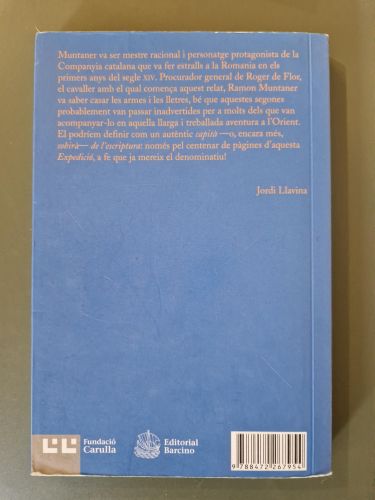 Muntaner va ser mestre racional i personatge protagonista de la
Companyia catalana que va fer estralls a la Romania en els
primers anys del segle XIV. Procurador general de Roger de Flor,
el cavaller amb el qual comença aquest relat, Ramon Muntaner
va saber casar les armes i les lletres, bé que aquestes segones
probablement van passar inadvertides per a molts dels que van
acompanyar-lo en aquella llarga i treballada aventura a l'Orient.
El podríem definir com un autèntic capità —o, encara més,
sobirà— de l'escriptura: només pel centenar de pàgines d'aquesta
Expedició, a fe que ja mereix el denominatiu!
Jordi Llavina
Fundació
Carulla
Editorial
Barcino
9 788472 267954